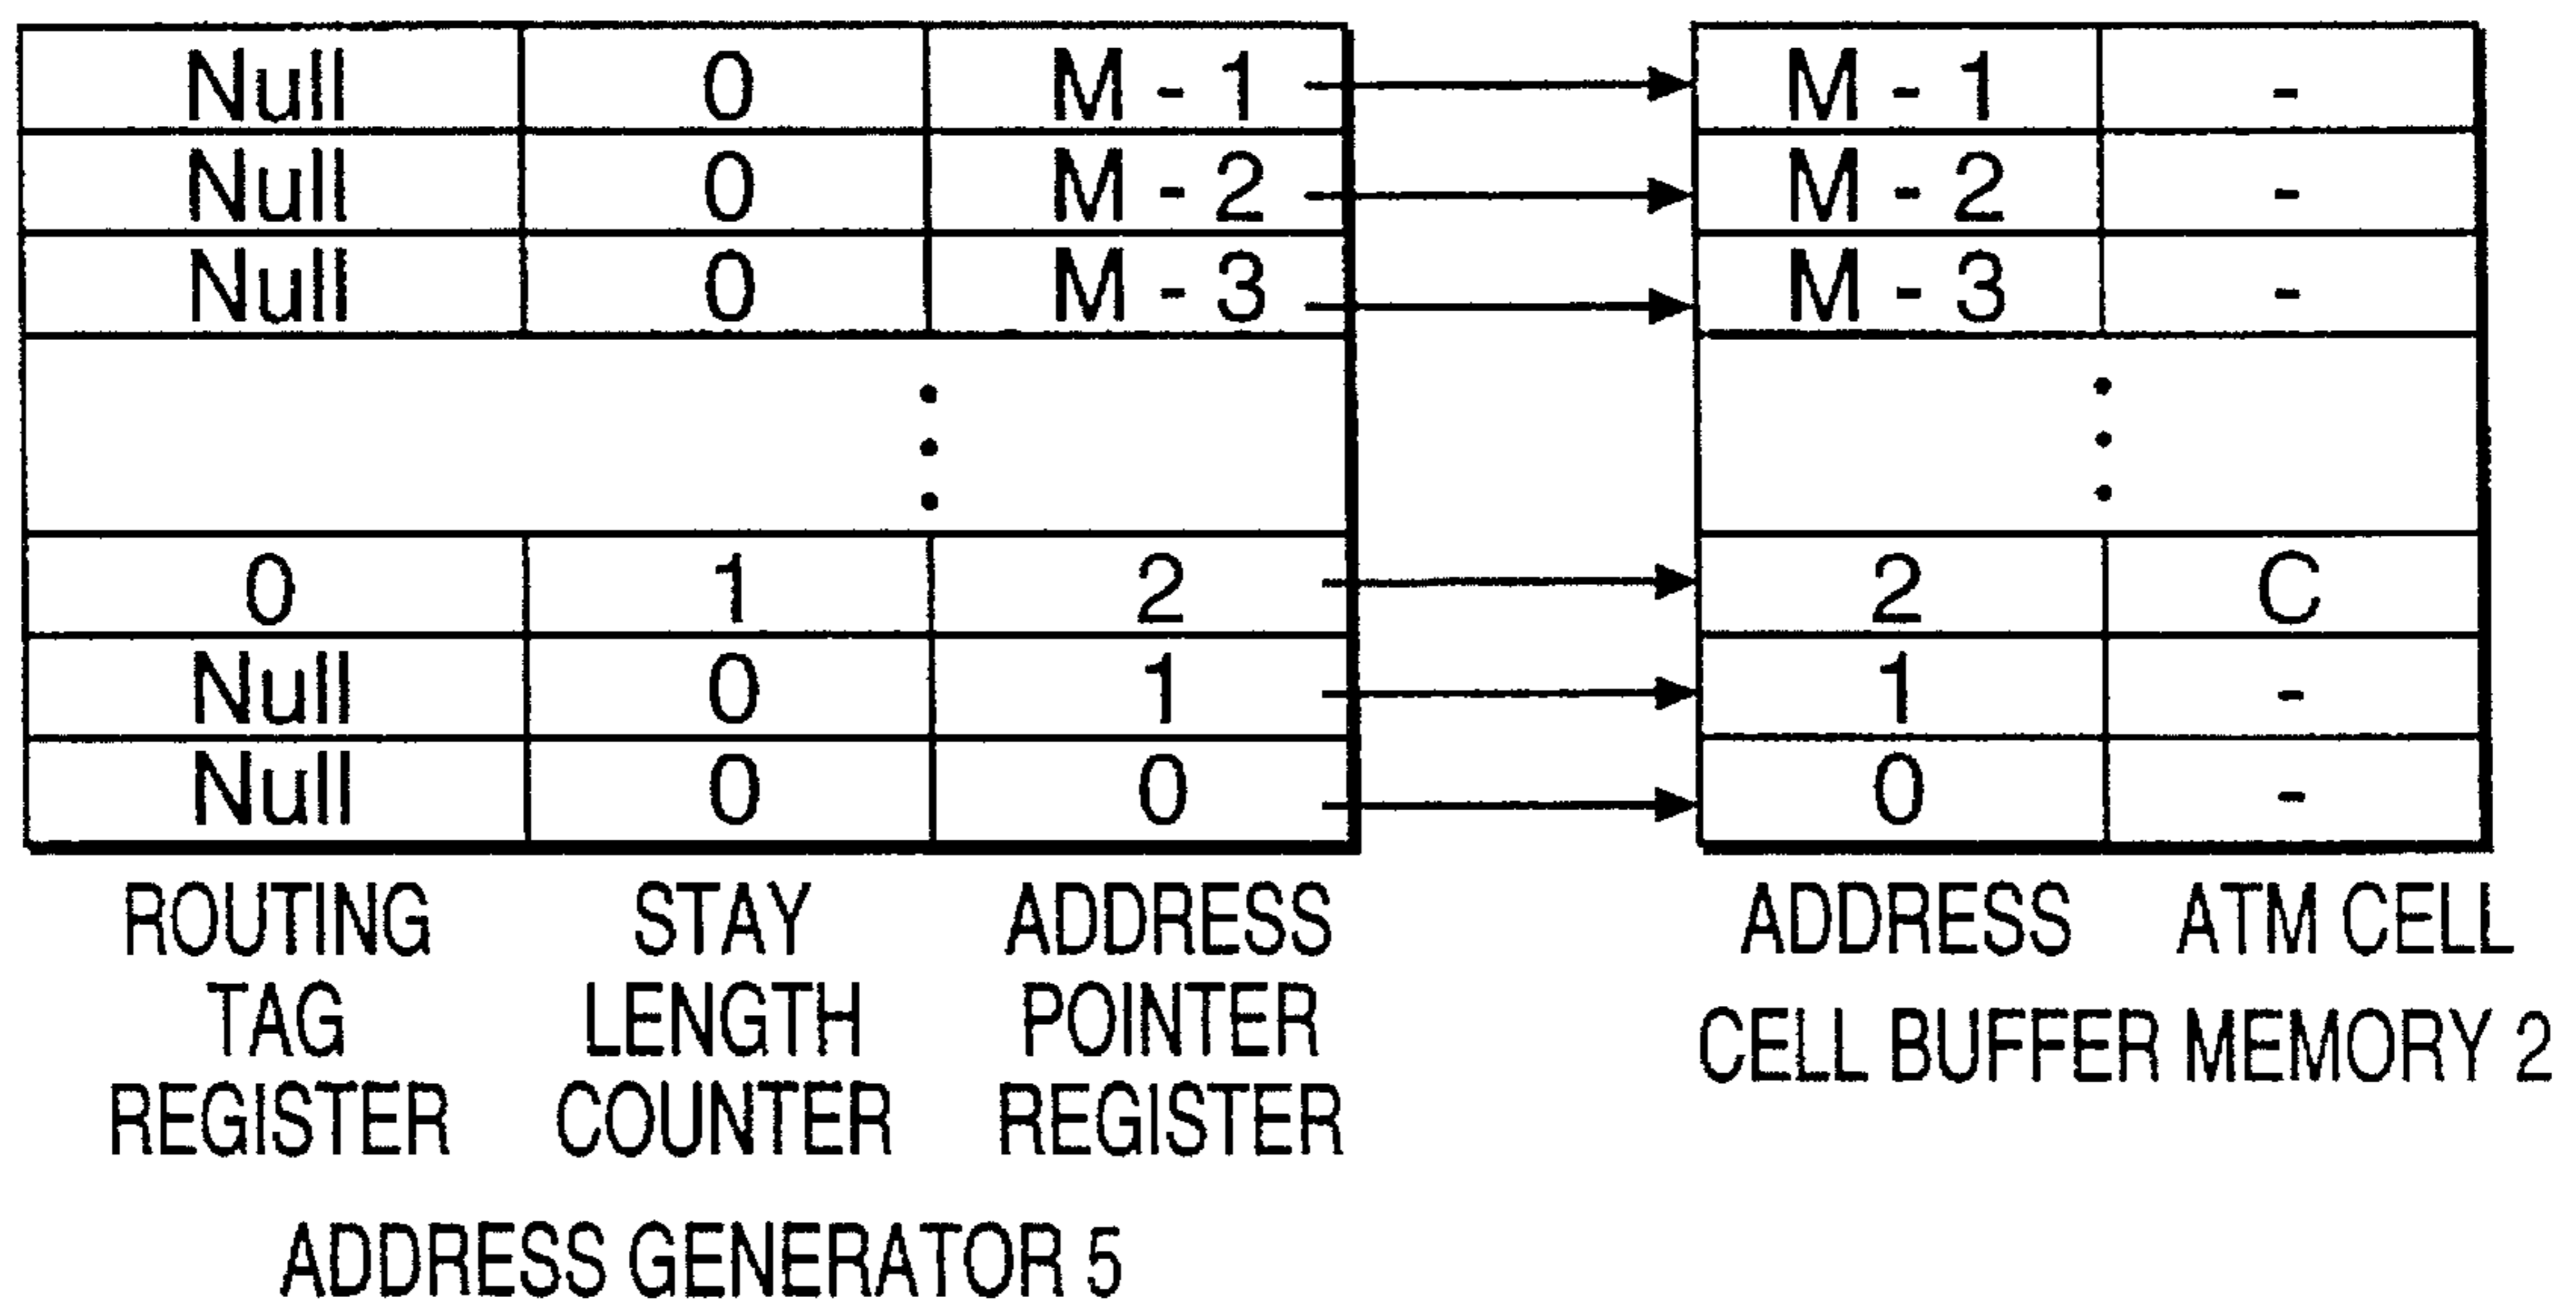 Null 0 M - 1 M - 1 -
Null 0 M - 2 M - 2 -
Null 0 M - 3 M - 3 -
0 1 2 2 C
Null 0 1 1 -
Null 0 0 0 -
ROUTING STAY ADDRESS ADDRESS ATM CELL
TAG LENGTH POINTER CELL BUFFER MEMORY 2
REGISTER COUNTER REGISTER
ADDRESS GENERATOR 5